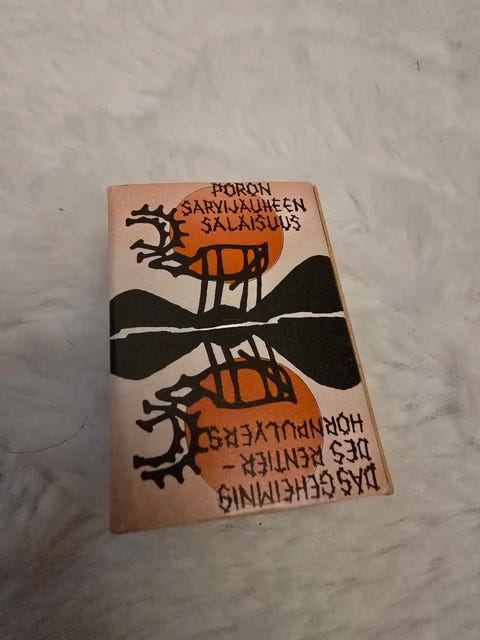 PORON
SARVIJAUHEEN
SALAISUUS
DAS GEHEIMNIS
DES RENTIER-
HORNPULVERS